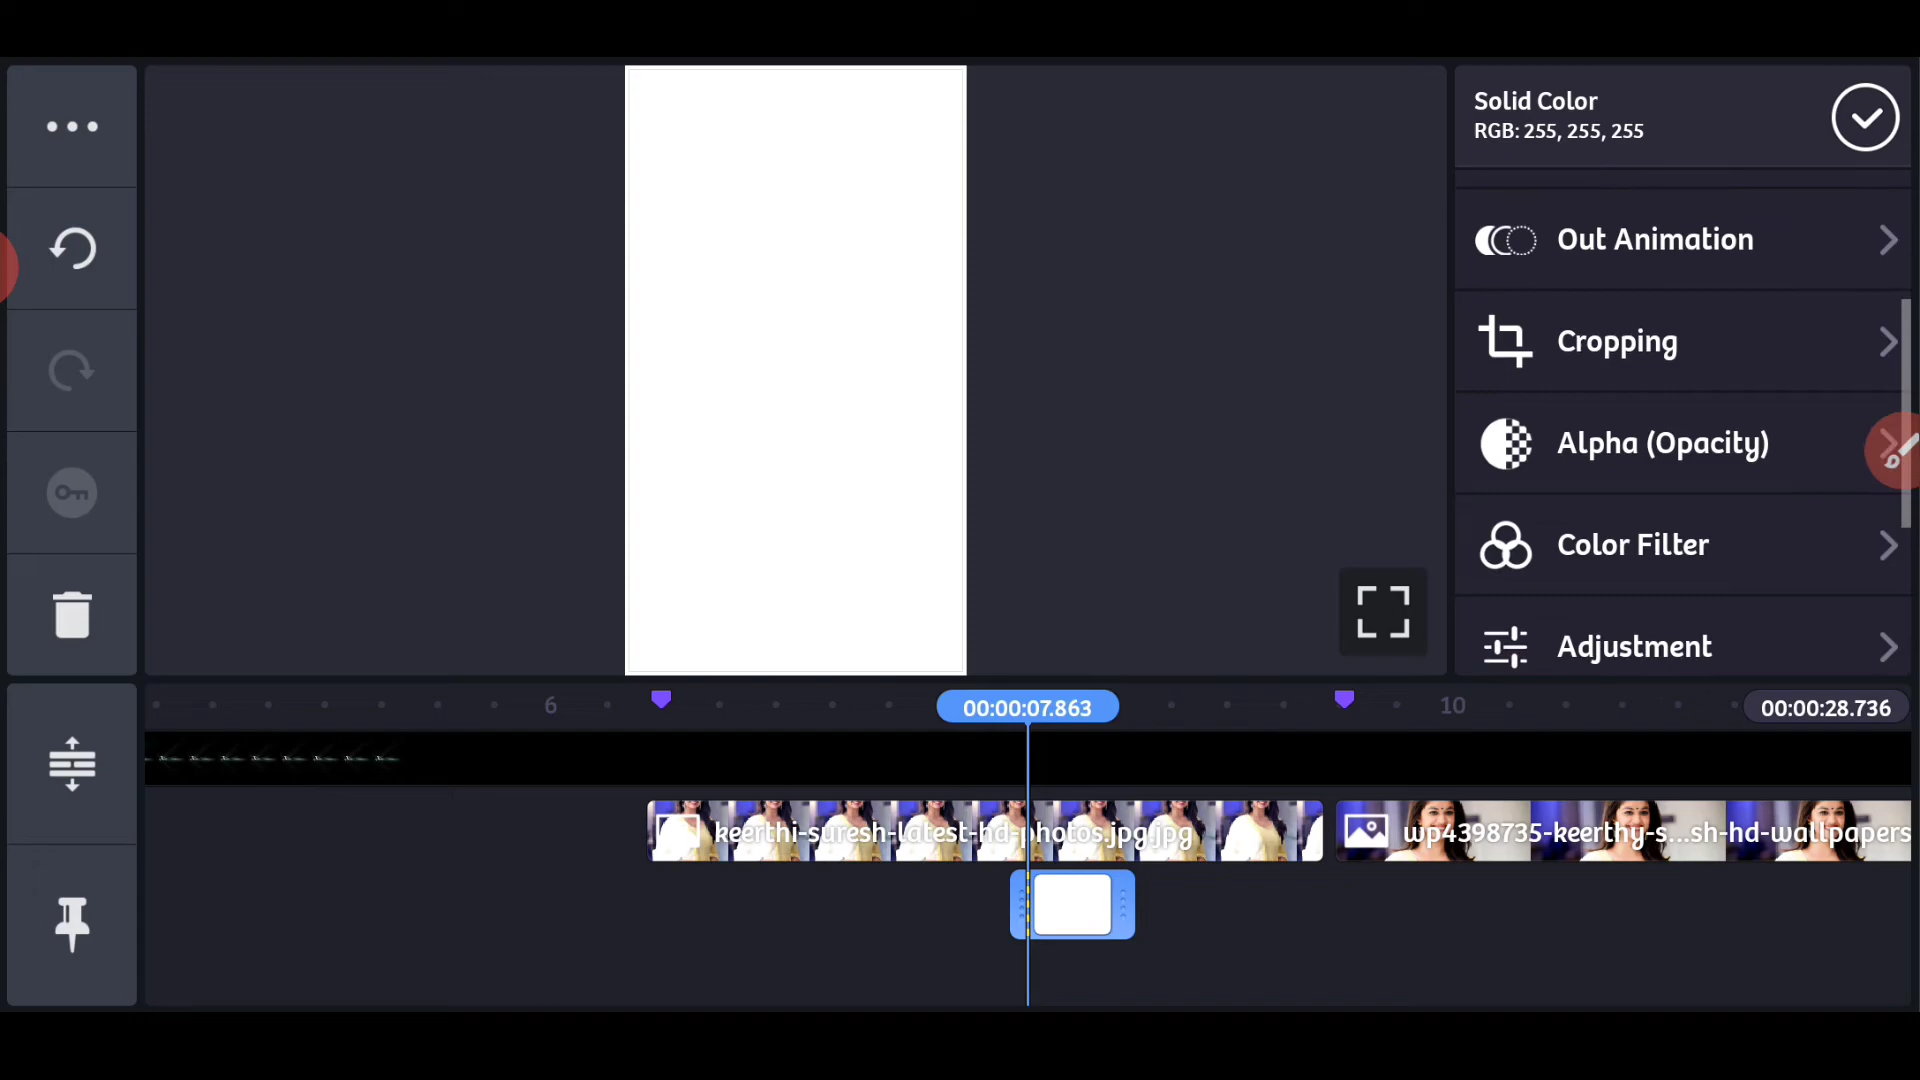 Solid Color
RGB: 255, 255, 255
Out Animation
Cropping
Alpha (Opacity)
Color Filter
Adjustment
6
00:00:07.863
10
00:00:28.736
keerthi-suresh-latest-hd-photos.jpg.jpg
wp4398735-keerthy-s...sh-hd-wallpapers